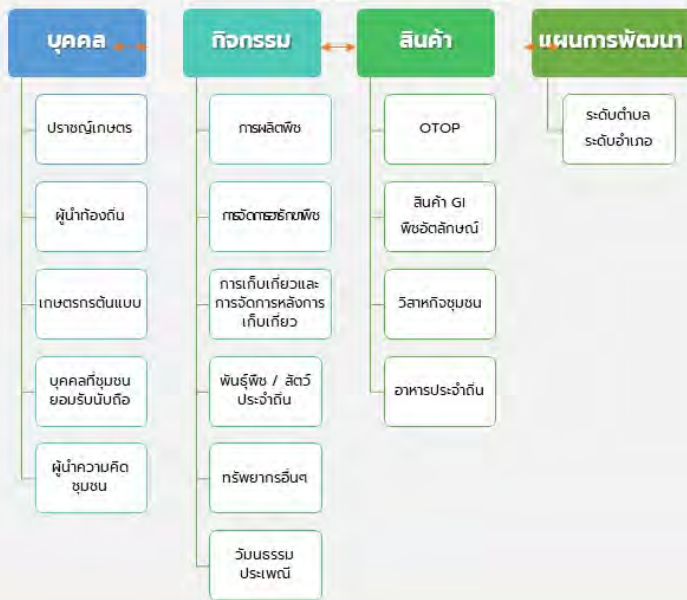 บุคคล
ปราชญ์เกษตร
ผู้นำท้องถิ่น
เกษตรกรต้นแบบ
บุคคลที่ชุมชน
ยอมรับนับถือ
ผู้นำความคิด
ชุมชน
กิจกรรม
การผลิตพืช
การจัดการอารักขาพืช
การเก็บเกี่ยวและ
การจัดการหลังการ
เก็บเกี่ยว
พันธุ์พืช / สัตว์
ประจำถิ่น
ทรัพยากรอื่นๆ
วัมนธรรม
ประเพณี
สินค้า
OTOP
สินค้า GI
พืชอัตลักษณ์
วิสาหกิจชุมชน
อาหารประจำถิ่น
แผนการพัฒนา
ระดับตำบล
ระดับอำเภอ